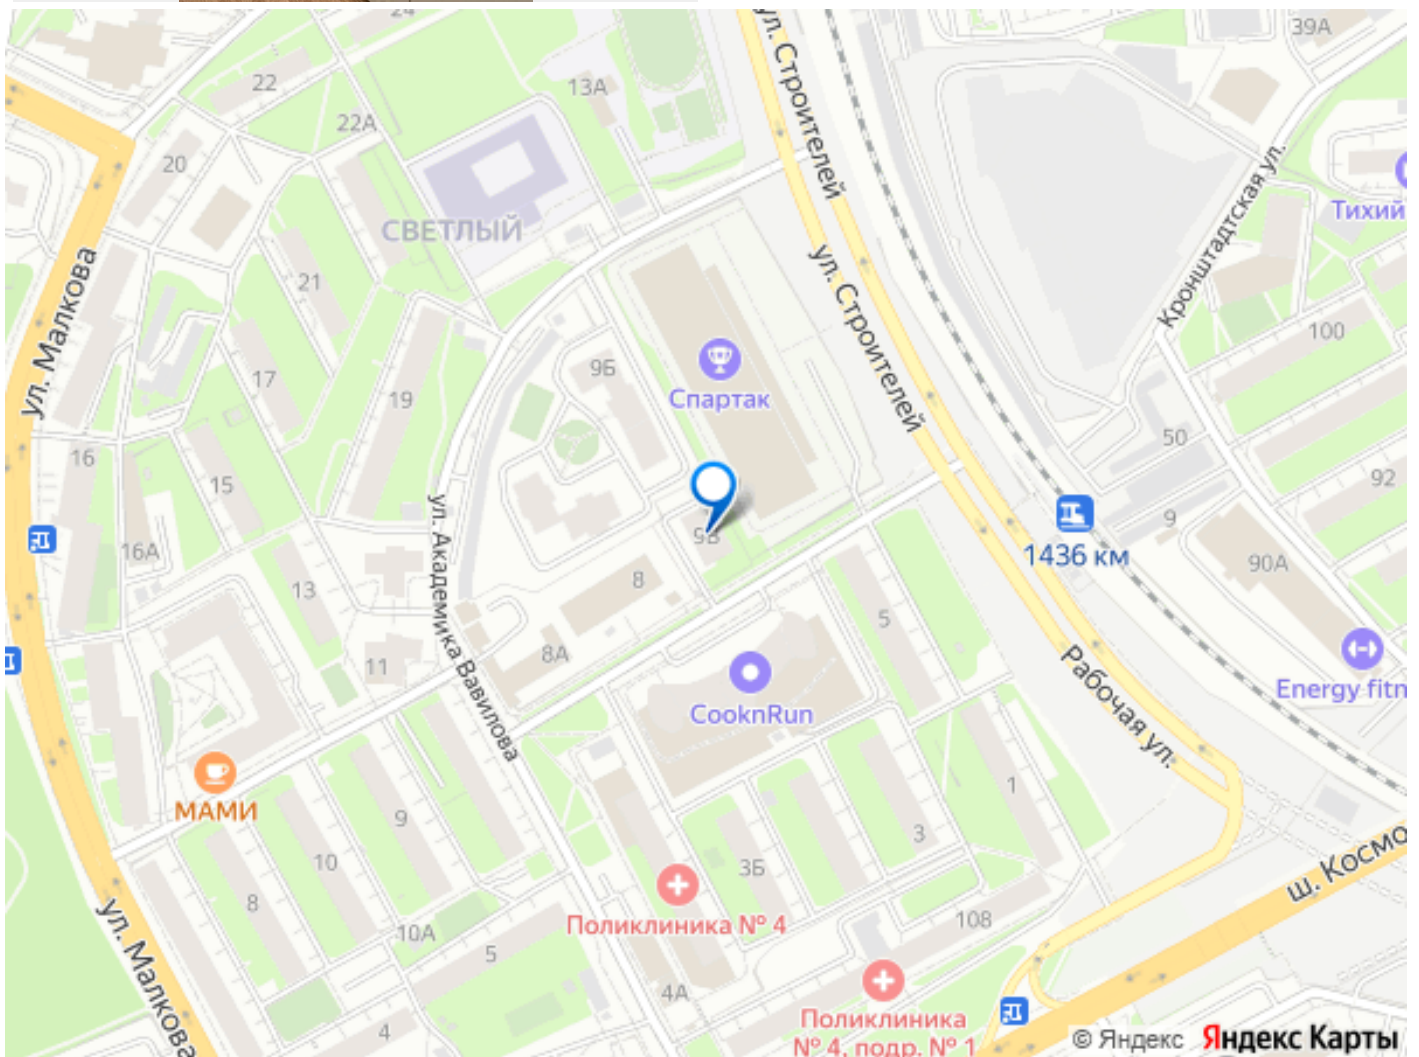 24
39А
22
13А
22А
ул. Строителей
20
Кронштадтская ул.
Тихий
СВЕТЛЫЙ
ул. Малкова
21
ул. Строителей
100
9Б
17
19
Спартак
50
16
15
92
ул. Академика Вавилова
9В
9
16А
1436 км
90А
13
8
5
8А
11
Рабочая ул.
CooknRun
Energy fitn
МАМИ
1
9
3
10
3Б
ш. Космо
8
Поликлиника № 4
108
ул. Малкова
10А
5
4А
Поликлиника
№ 4, подр. № 1
4
© Яндекс Яндекс Карты